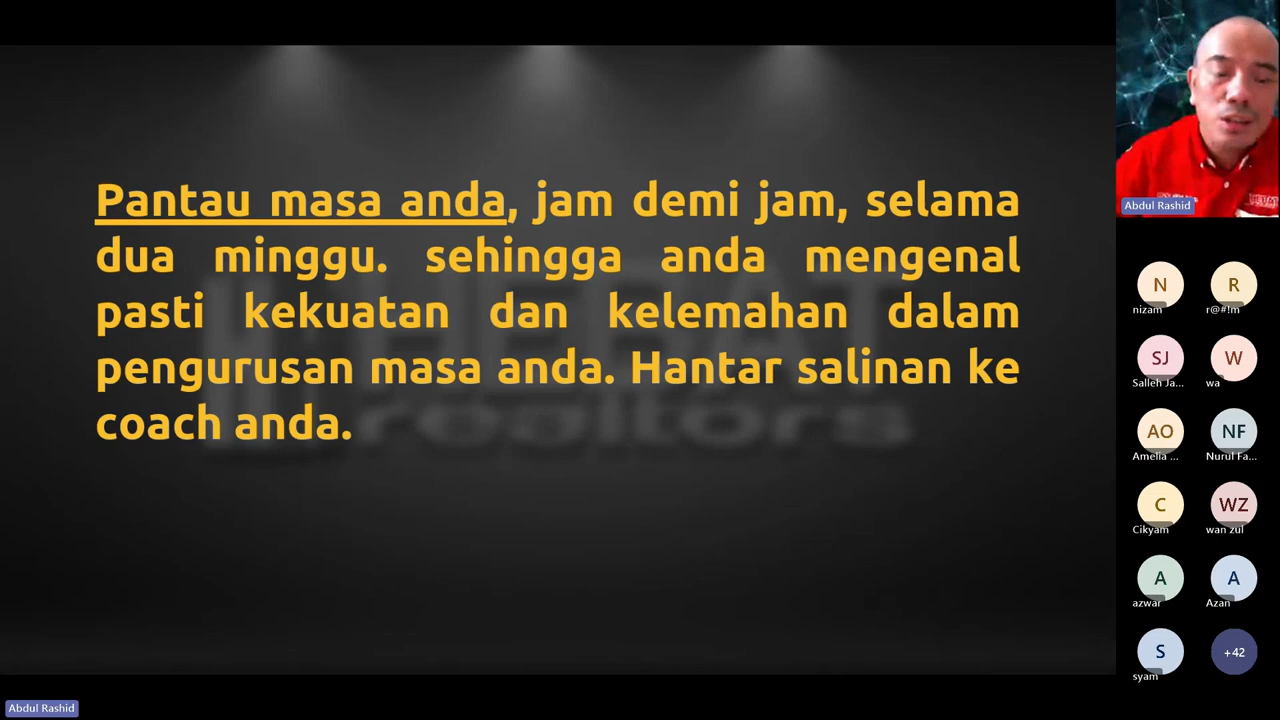 Pantau masa anda, jam demi jam, selama
dua minggu. sehingga anda mengenal
pasti kekuatan dan kelemahan dalam
pengurusan masa anda. Hantar salinan ke
coach anda.
HEBAT
realtors
Abdul Rashid
N
nizam
R
r@#!m
SJ
Salleh Ja...
W
wa
AO
Amelia ...
NF
Nurul Fa...
C
Cikyam
WZ
wan zul
A
azwar
A
Azan
S
syam
+42
Abdul Rashid